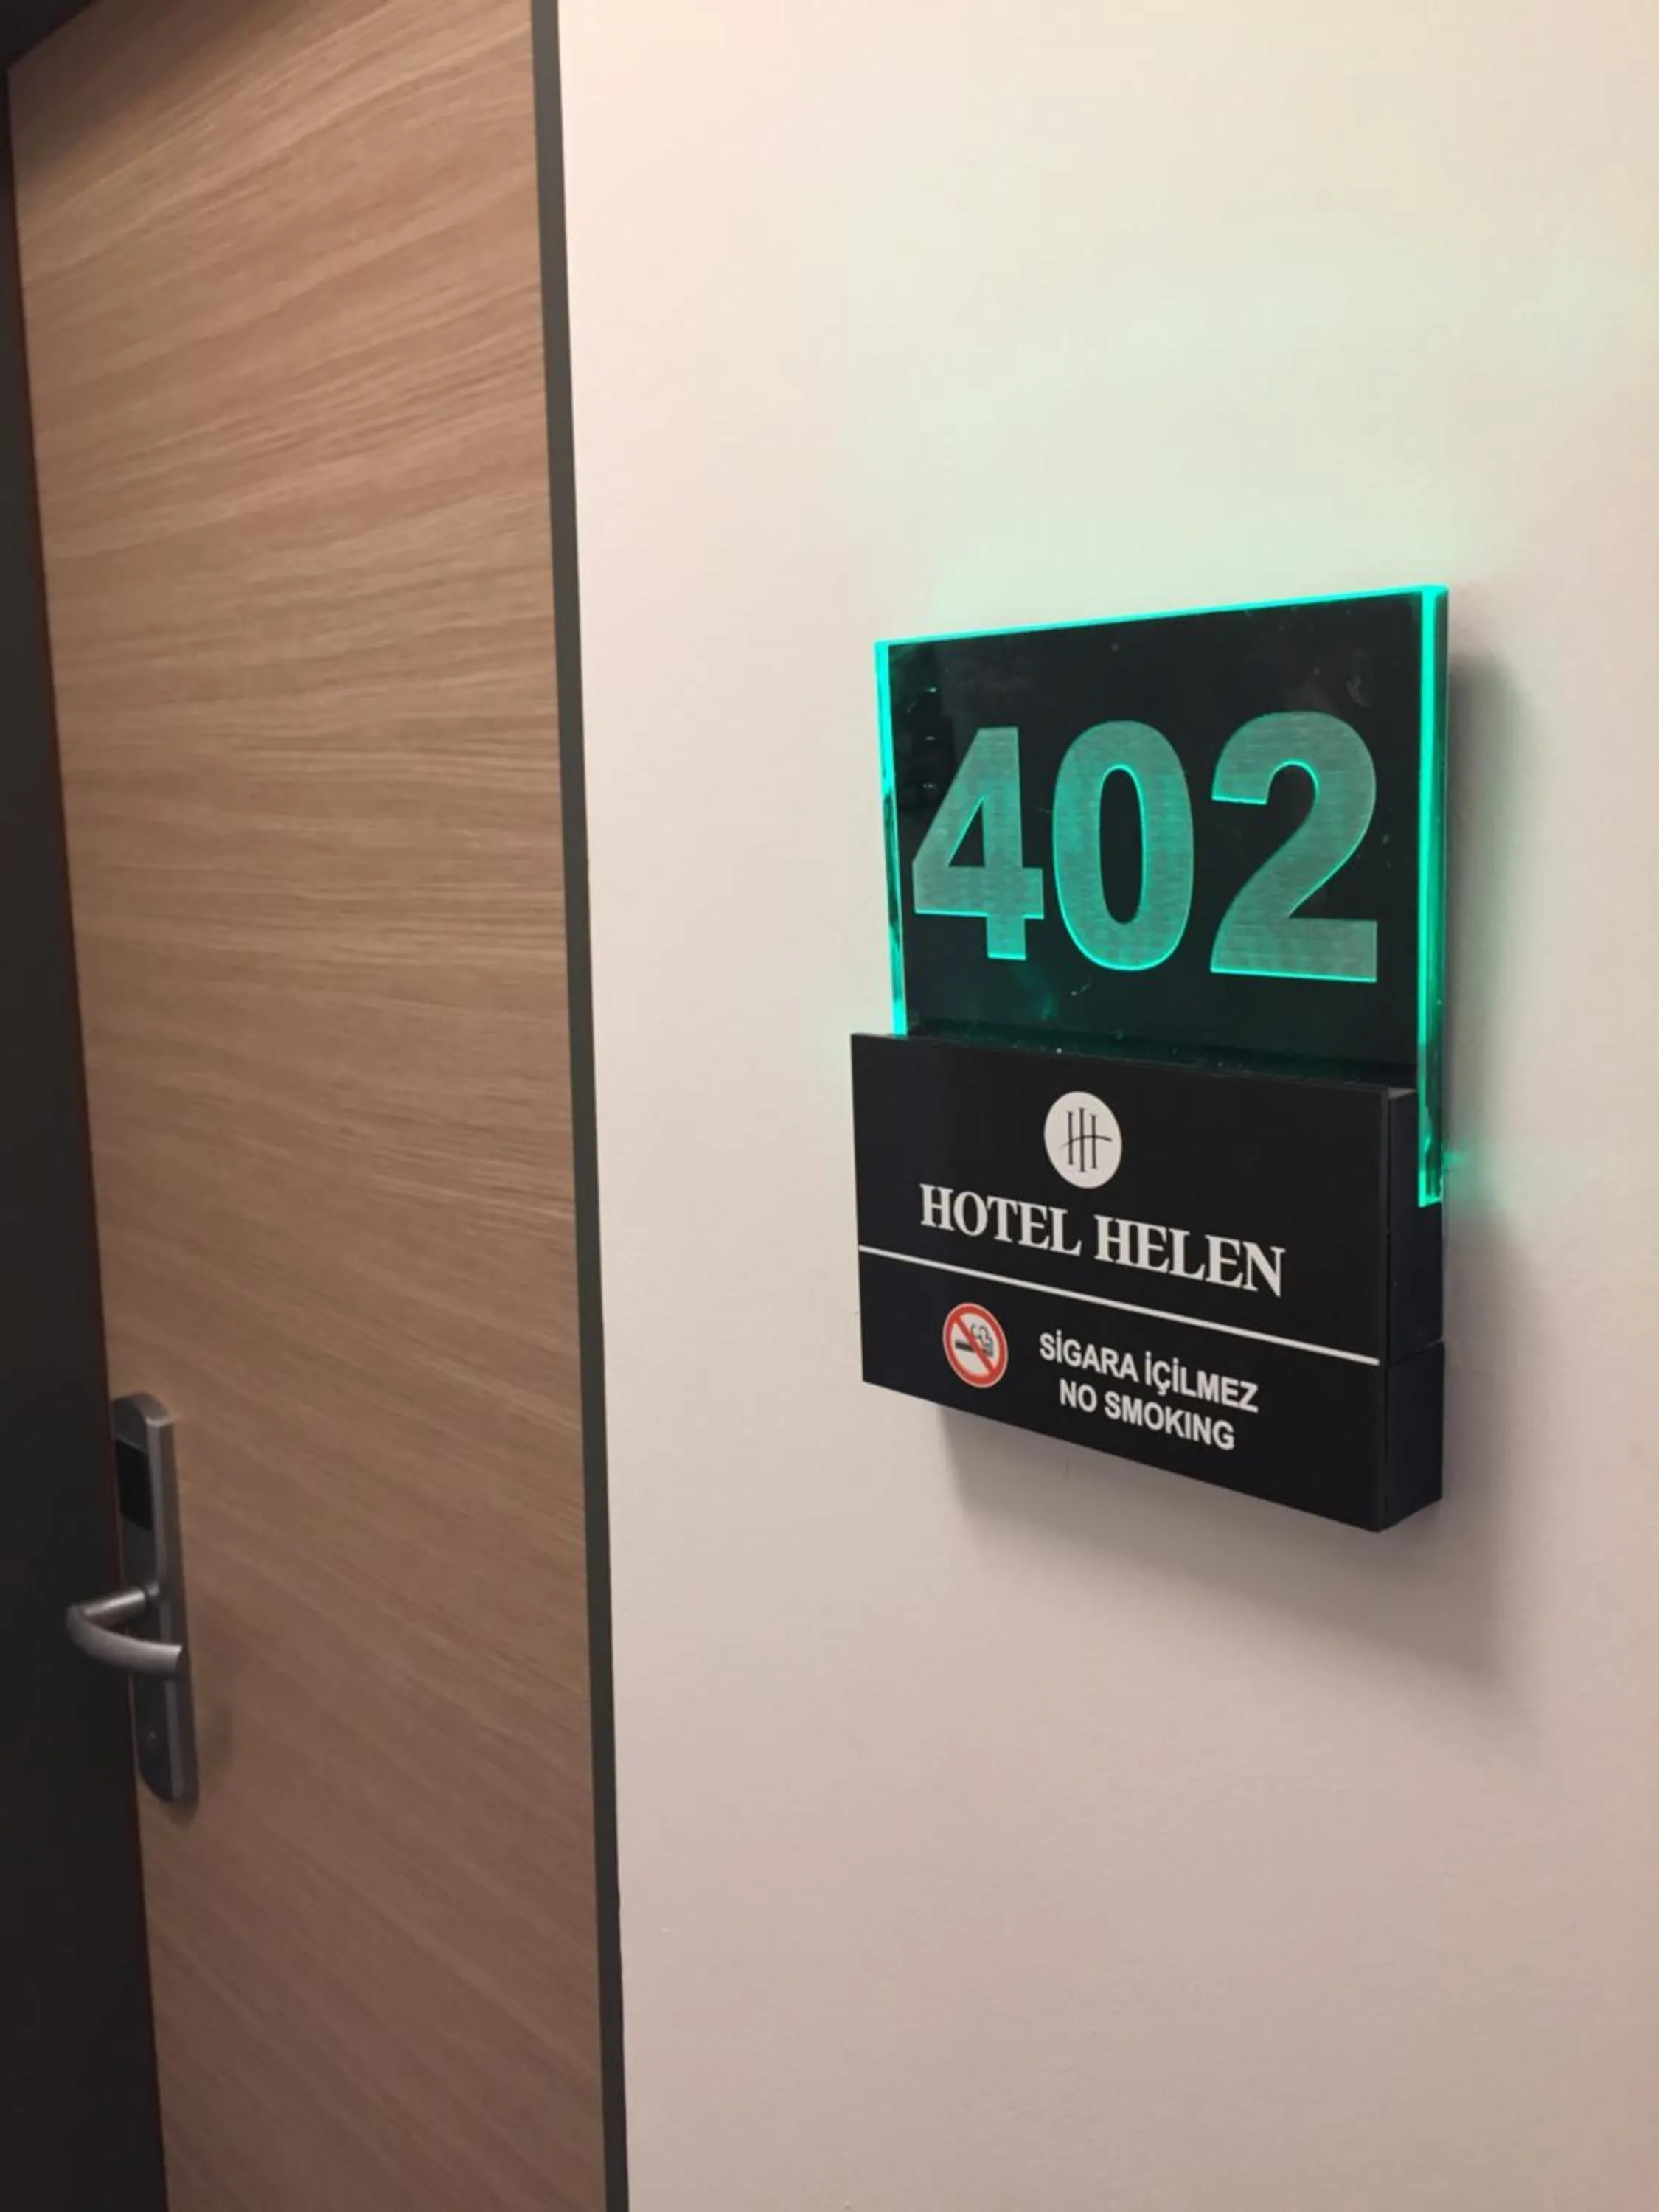 402
HOTEL HELEN
SİGARA İÇİLMEZ
NO SMOKING